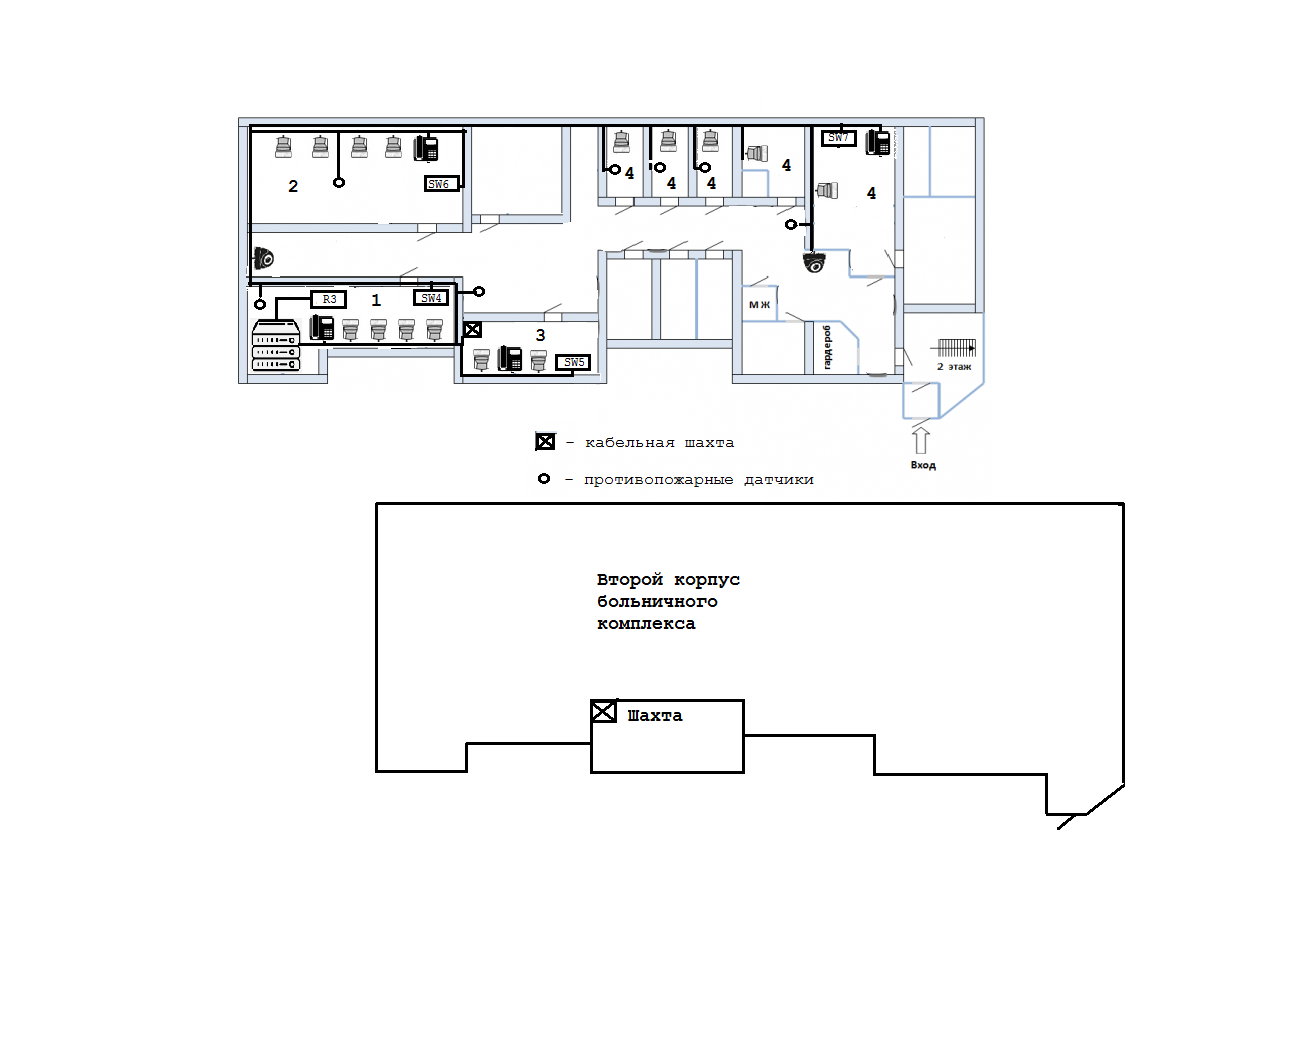 SW7
2
SW6
4
4
4
4
4
R3
1
SW4
3
SW5
М Ж
гардероб
2 этаж
Вход
– кабельная шахта
– противопожарные датчики
Второй корпус
больничного
комплекса
Шахта